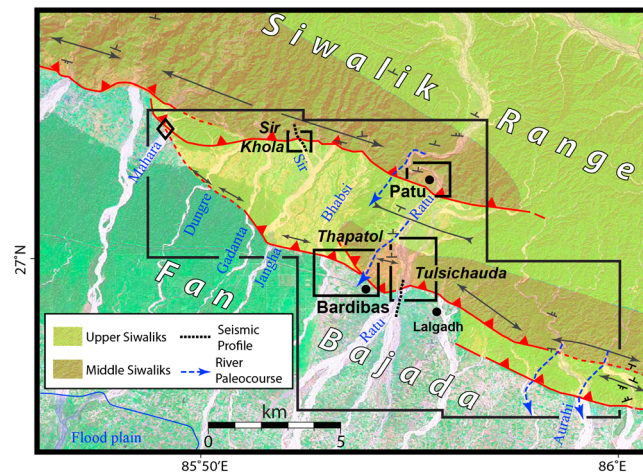 Siwalik
Range
Mahara
Sir
Khola
Sir
Bhabsi
Patu
Ratu
Dungre
Gadanta
Jangha
Thapatol
Tulsichauda
27°N
Fan
Bardibas
Ratu
Lalgadh
Bajada
Upper Siwaliks
Seismic
Profile
Middle Siwaliks
River
Paleocourse
km
0
5
Flood plain
Aurahi
85°50'E
86°E